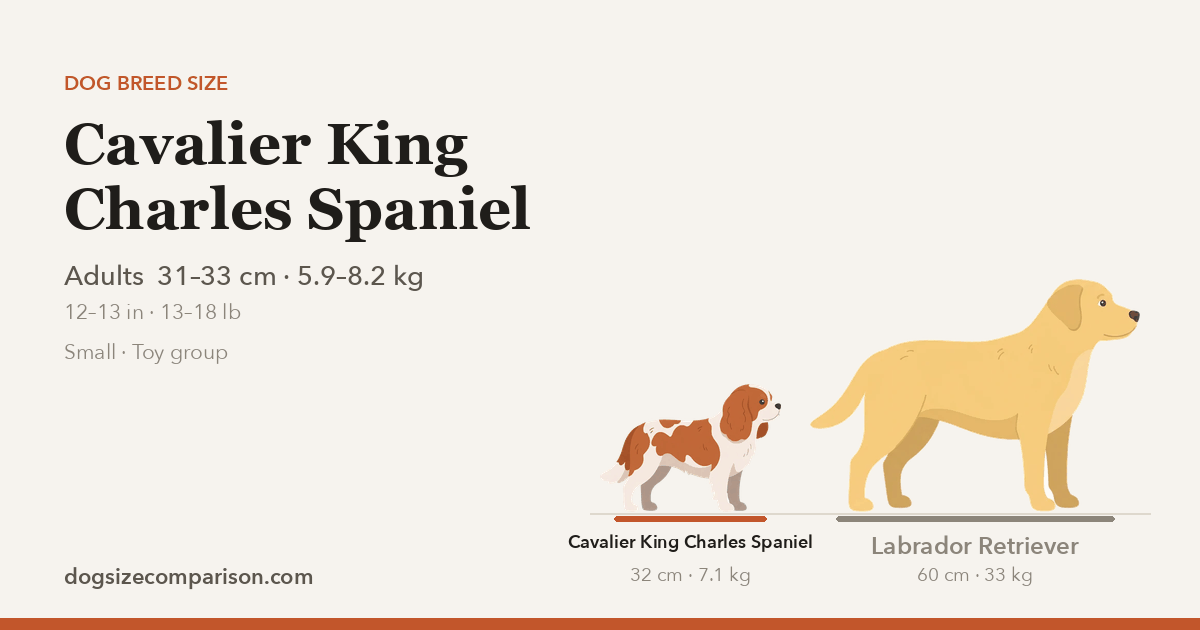 DOG BREED SIZE
Cavalier King
Charles Spaniel
Adults 31–33 cm · 5.9–8.2 kg
12–13 in · 13–18 lb
Small · Toy group
Cavalier King Charles Spaniel
32 cm · 7.1 kg
Labrador Retriever
60 cm · 33 kg
dogsizecomparison.com